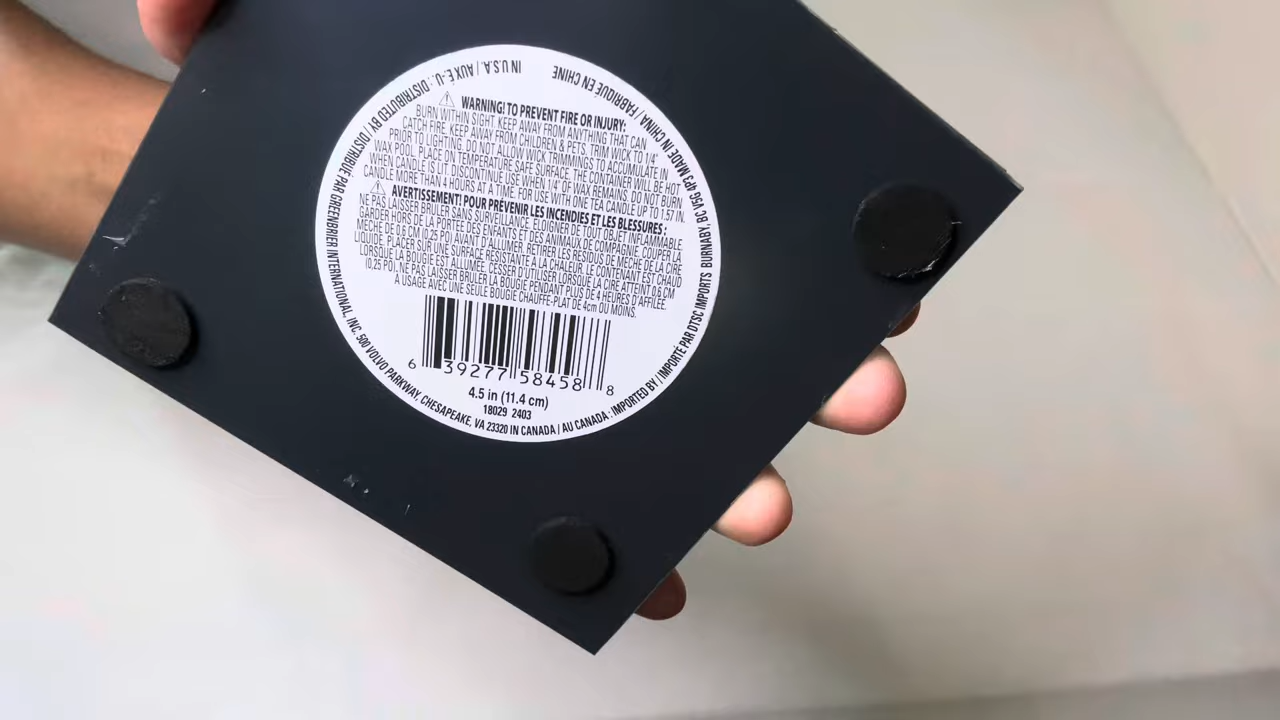 WARNING! TO PREVENT FIRE OR INJURY:
BURN WITHIN SIGHT. KEEP AWAY FROM ANYTHING THAT CAN
CATCH FIRE. KEEP AWAY FROM CHILDREN & PETS. TRIM WICK TO 1/4"
PRIOR TO LIGHTING. DO NOT ALLOW WICK TRIMMINGS TO ACCUMULATE IN
WAX POOL. PLACE ON TEMPERATURE SAFE SURFACE. THE CONTAINER WILL BE HOT
WHEN CANDLE IS LIT. DISCONTINUE USE WHEN 1/4" OF WAX REMAINS. DO NOT BURN
CANDLE MORE THAN 4 HOURS AT A TIME. FOR USE WITH ONE TEA CANDLE UP TO 1.57 IN.
AVERTISSEMENT! POUR PRÉVENIR LES INCENDIES ET LES BLESSURES :
NE PAS LAISSER BRÛLER SANS SURVEILLANCE. ÉLOIGNER DE TOUT OBJET INFLAMMABLE.
GARDER HORS DE LA PORTÉE DES ENFANTS ET DES ANIMAUX DE COMPAGNIE. COUPER LA
MÈCHE DE 0,6 CM (0,25 PO) AVANT D'ALLUMER. RETIRER LES RÉSIDUS DE MÈCHE DE LA CIRE
LIQUIDE. PLACER SUR UNE SURFACE RÉSISTANTE À LA CHALEUR. LE CONTENANT EST CHAUD
LORSQUE LA BOUGIE EST ALLUMÉE. CESSER D'UTILISER LORSQUE LA CIRE ATTEINT 0,6 CM
(0,25 PO). NE PAS LAISSER BRÛLER LA BOUGIE PENDANT PLUS DE 4 HEURES D'AFFILÉE.
À USAGE AVEC UNE SEULE BOUGIE CHAUFFE-PLAT DE 4cm OU MOINS.
6 39277 58458 8
4.5 in (11.4 cm)
18029 2403
IN U.S.A. / AUX E.-U. : DISTRIBUTED BY / DISTRIBUÉ PAR GREENBRIER INTERNATIONAL, INC. 500 VOLVO PARKWAY, CHESAPEAKE, VA 23320 IN CANADA / AU CANADA : IMPORTED BY / IMPORTÉ PAR DTSC IMPORTS BURNABY, BC V5G 4P3 MADE IN CHINA / FABRIQUÉ EN CHINE